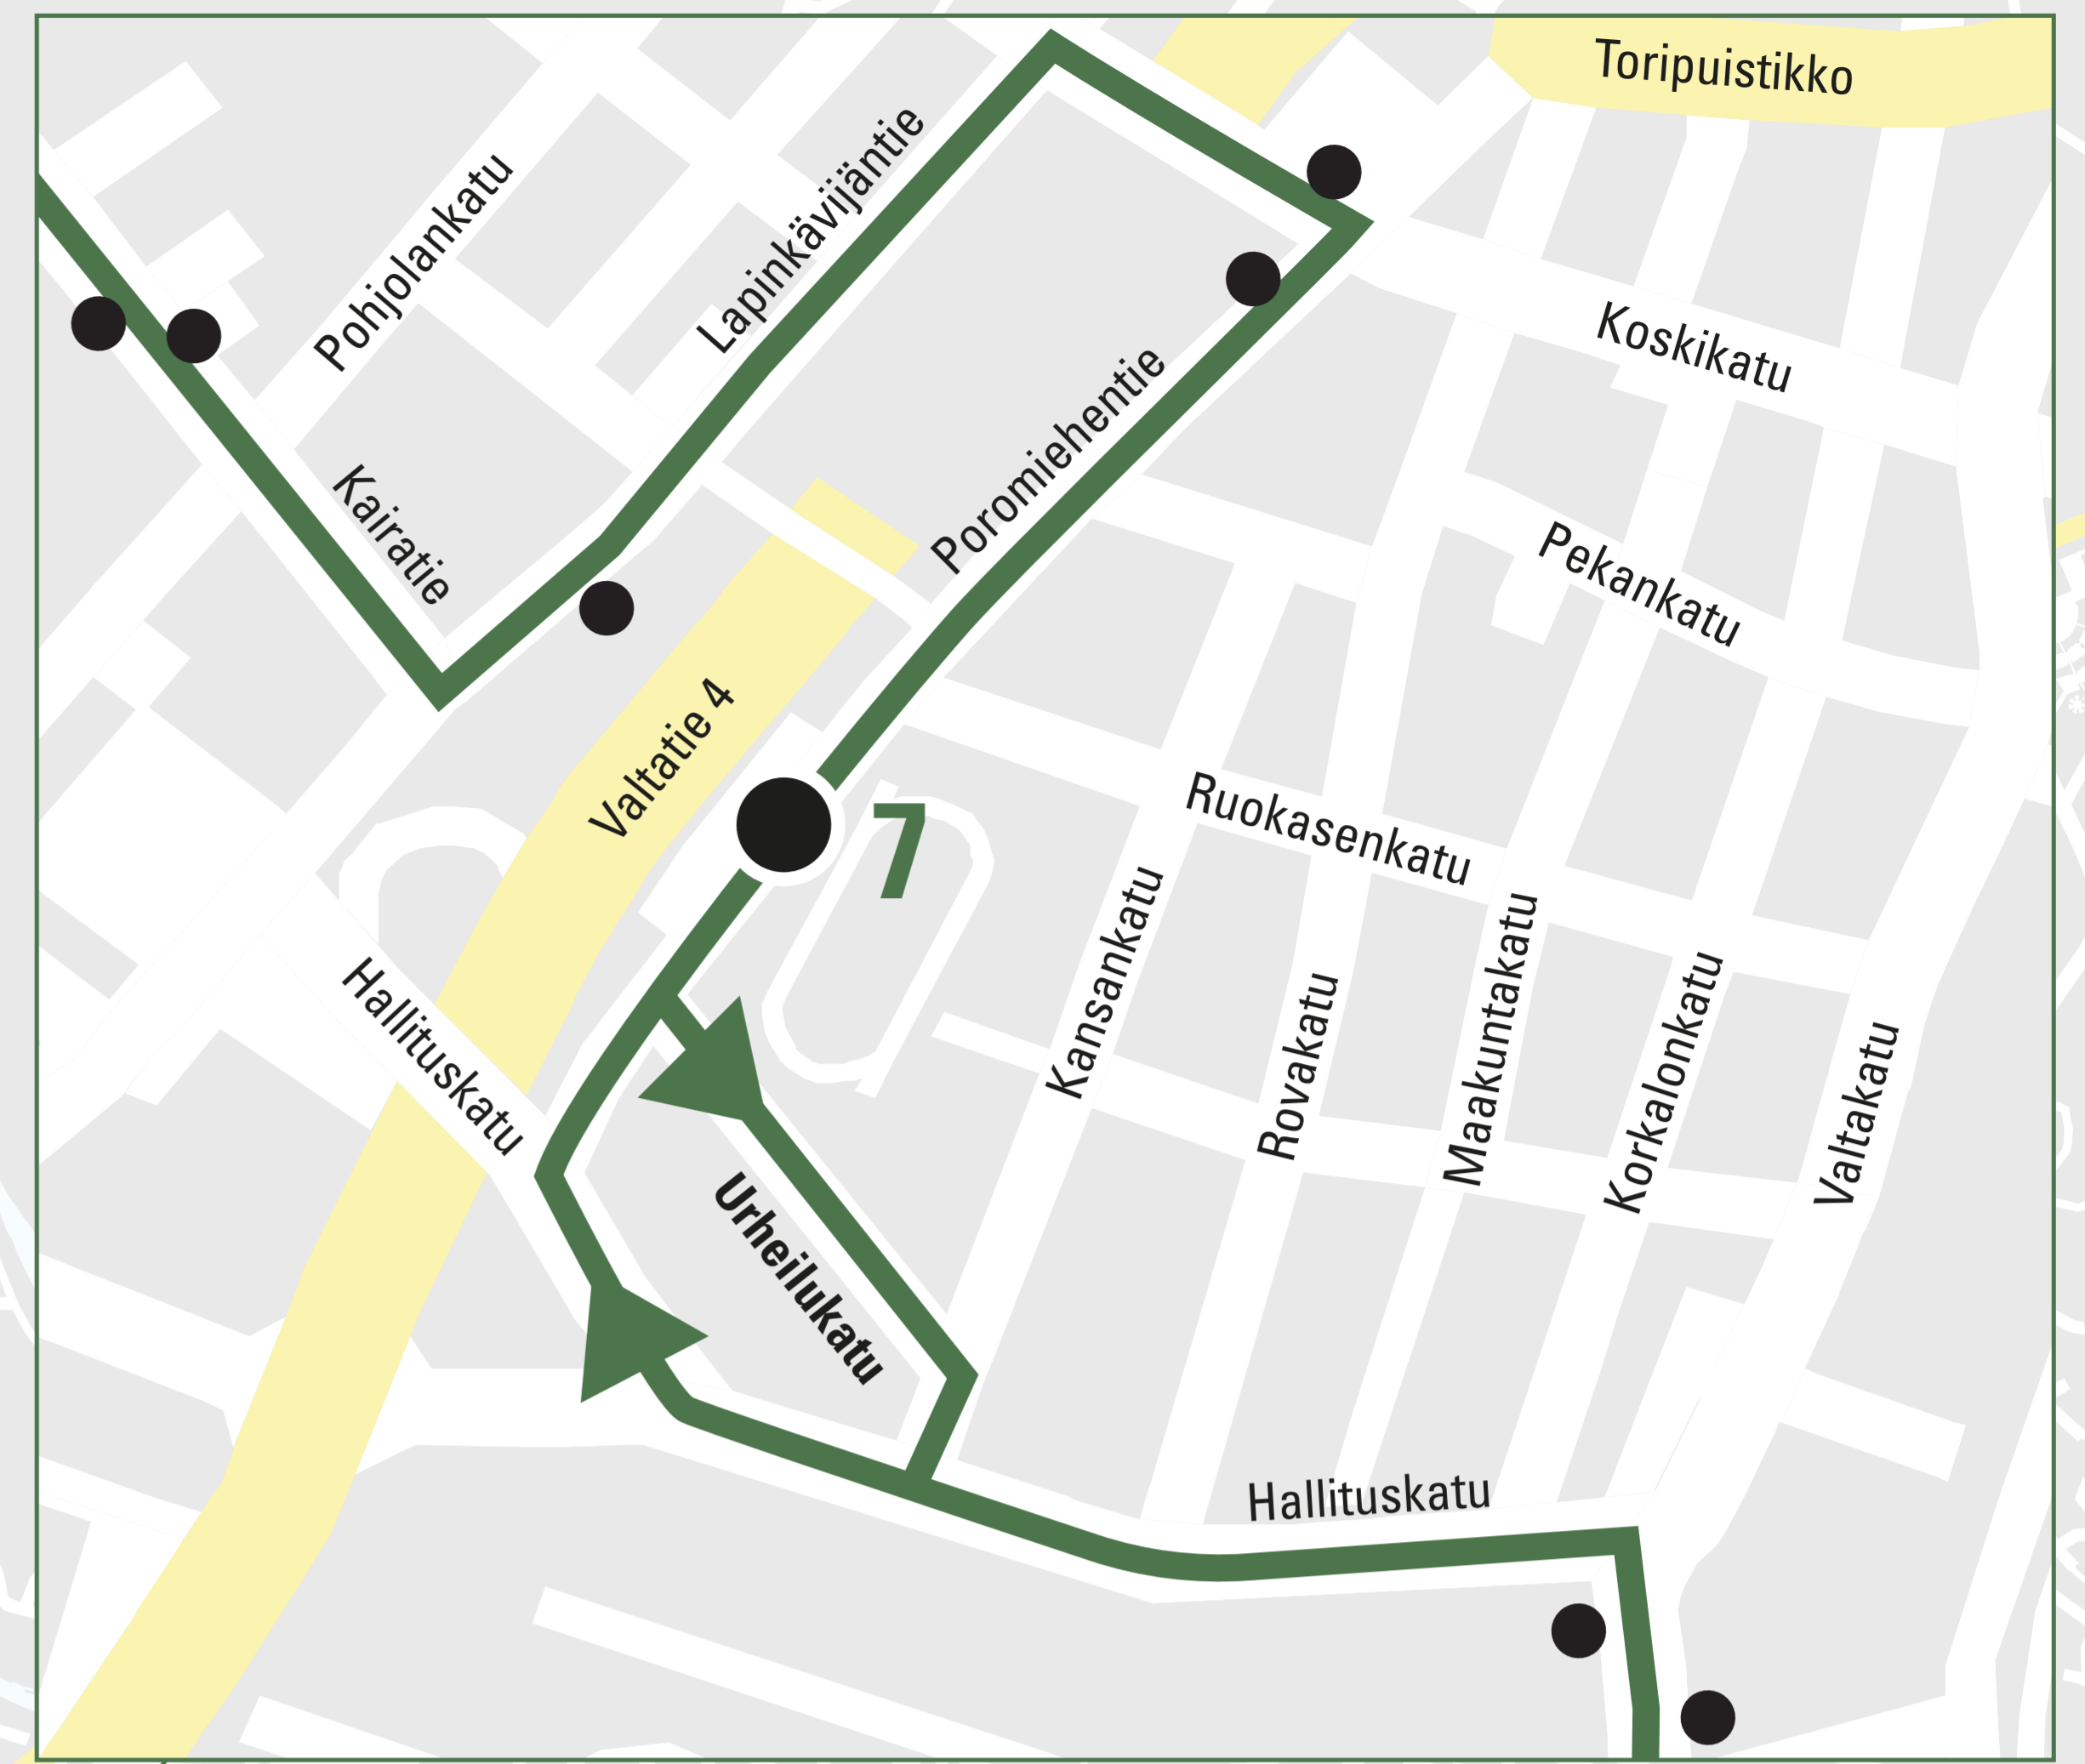 Toripuistikko
Pohjolankatu
Lapinkävijäntie
Koskikatu
Kairatie
Poromiehentie
Pekankatu
Valtatie 4
7
Ruokasenkatu
Hallituskatu
Kansankatu
Rovakatu
Maakuntakatu
Korkalonkatu
Valtakatu
Urheilukatu
Hallituskatu